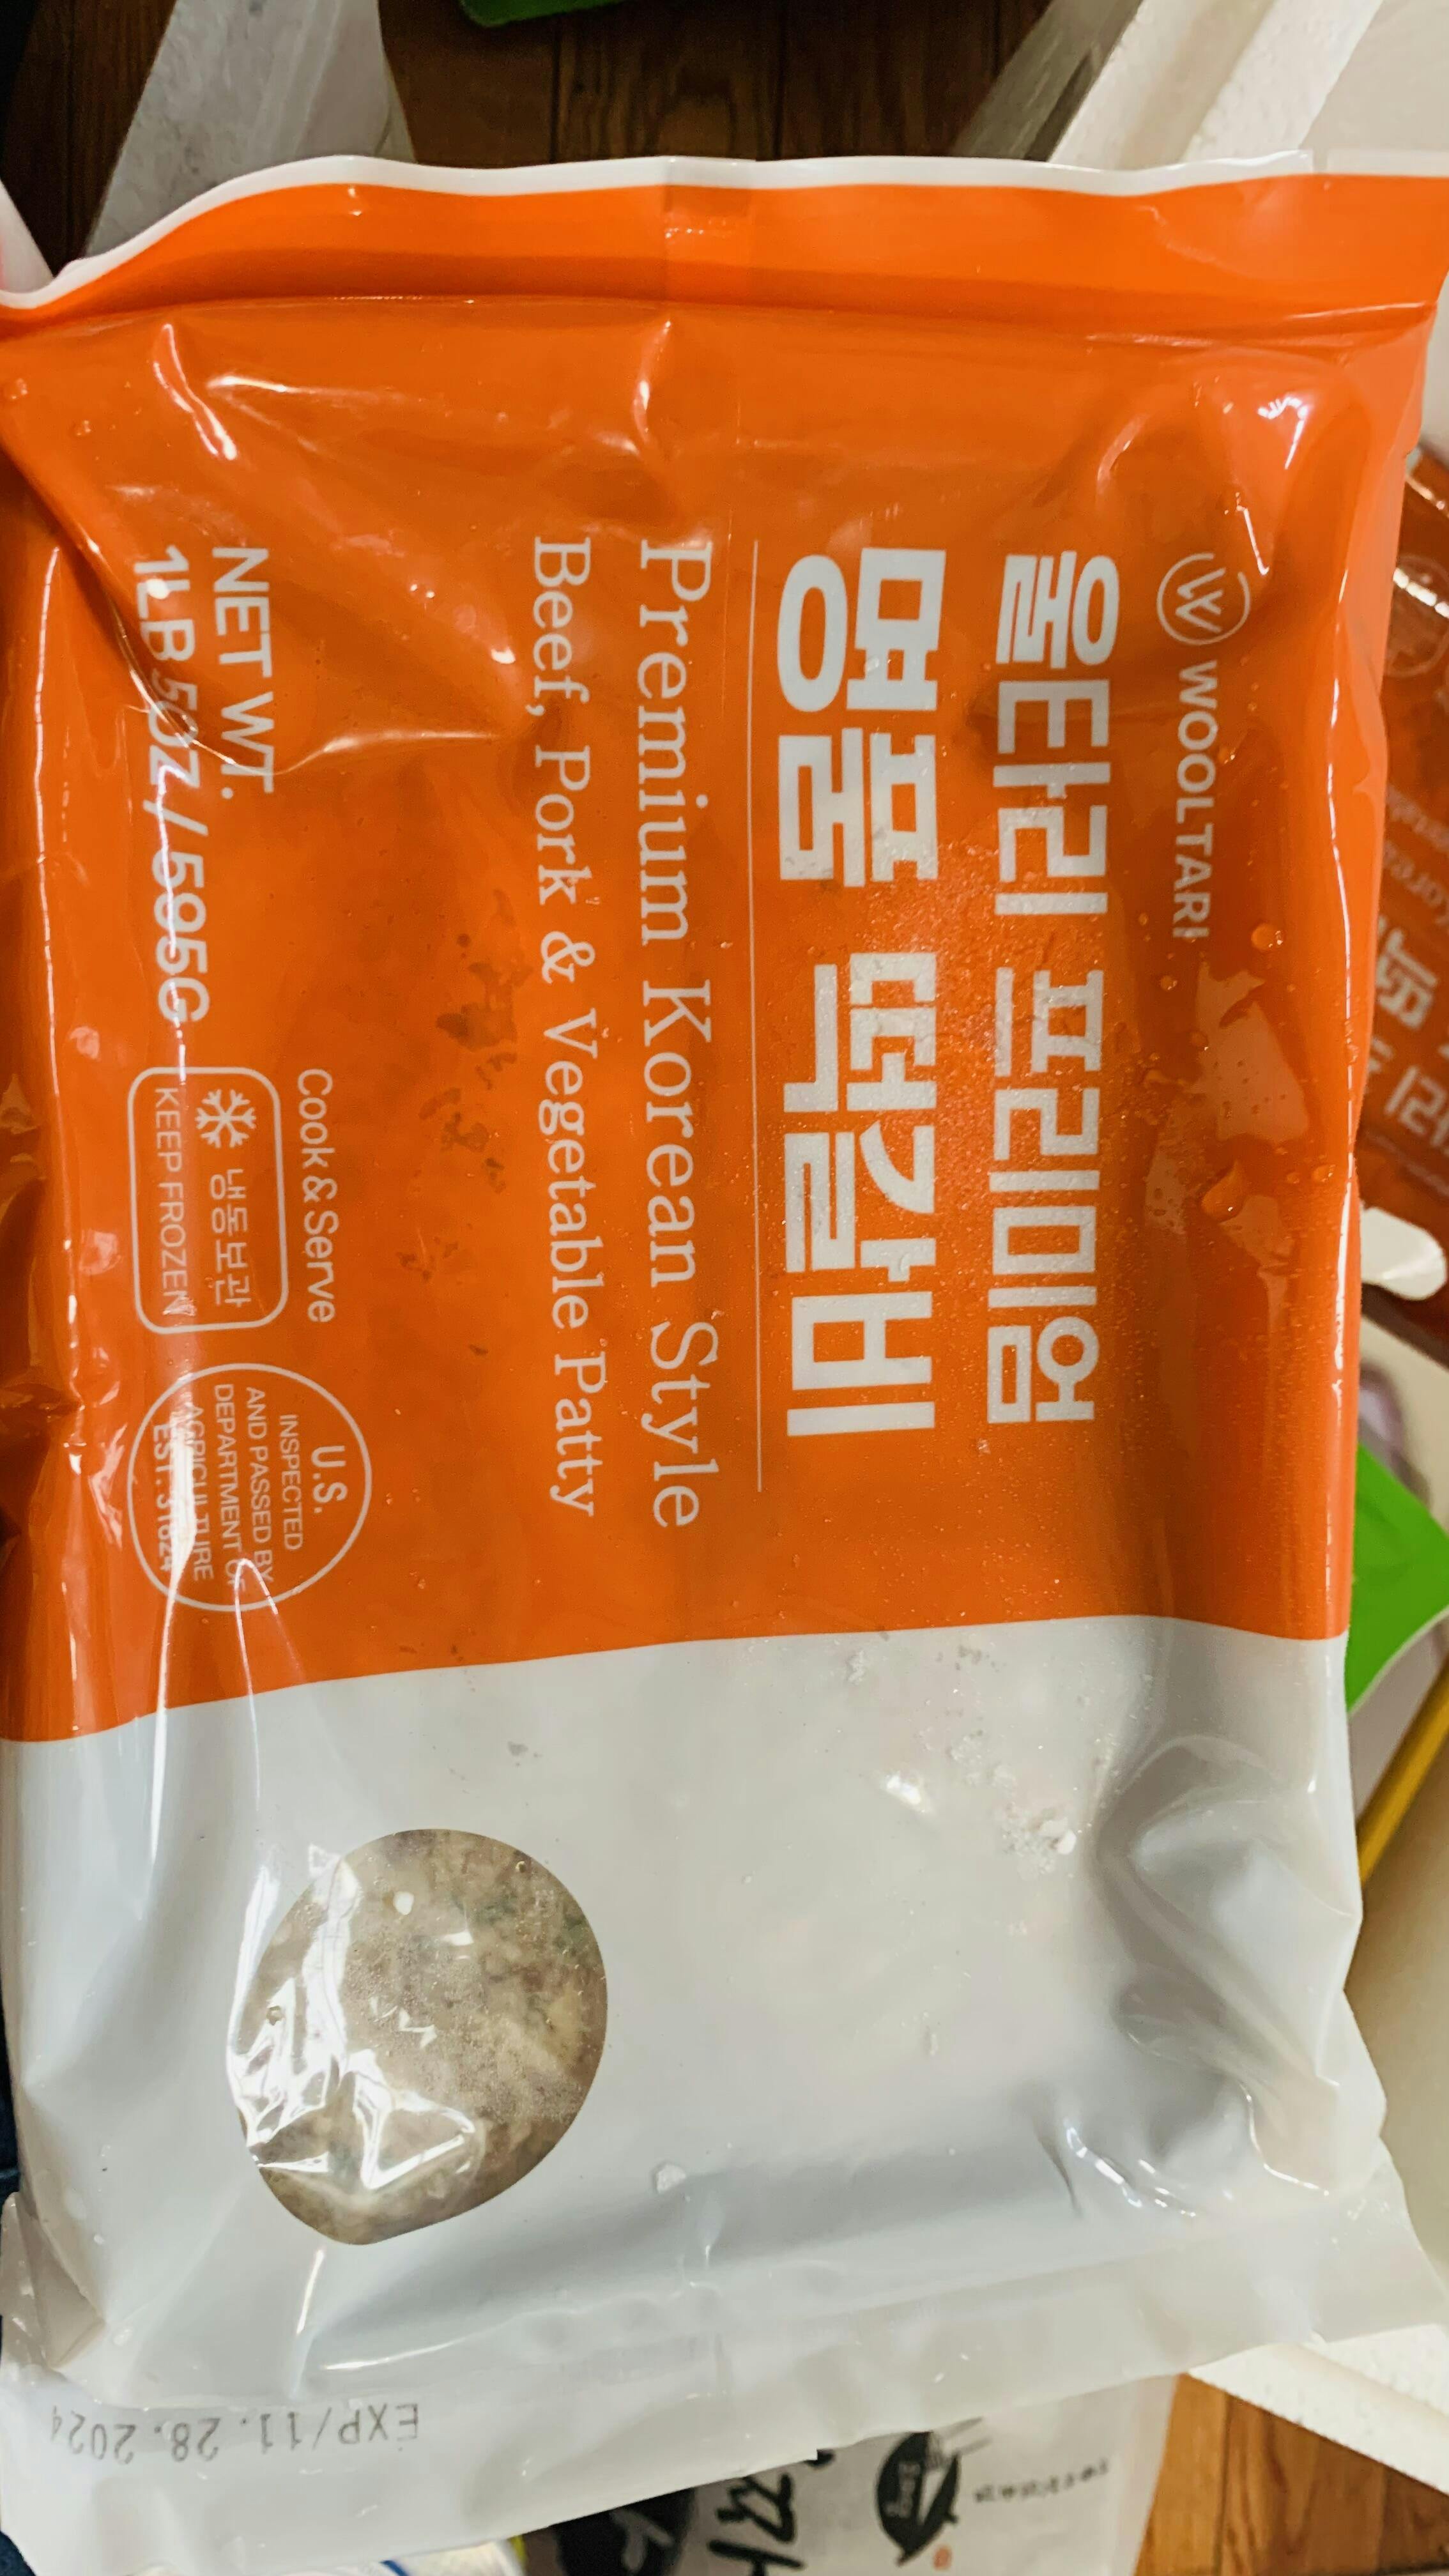 WOOLTARI
울타리 프리미엄
명품 떡갈비
Premium Korean Style
Beef, Pork & Vegetable Patty
NET WT.
1LB 5OZ / 595G
Cook & Serve
냉동보관
KEEP FROZEN
U.S.
INSPECTED
AND PASSED BY
DEPARTMENT OF
AGRICULTURE
EXP/11.28.2024